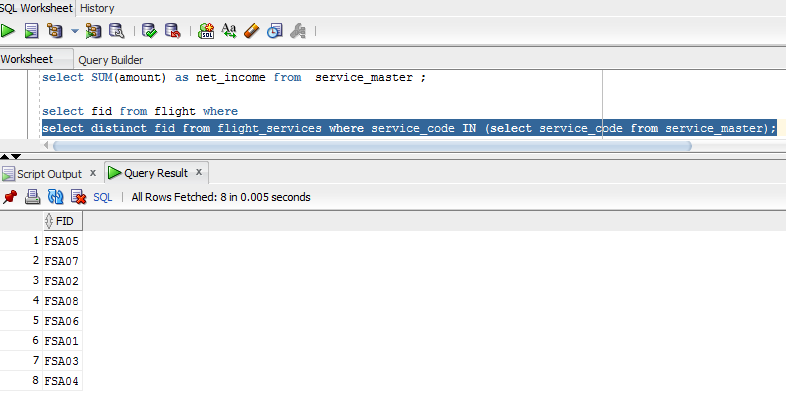 SQL Worksheet History
SQL Aa
Worksheet Query Builder
select SUM(amount) as net_income from  service_master ;
select fid from flight where
select distinct fid from flight_services where service_code IN (select service_code from service_master);
Script Output x Query Result x
SQL | All Rows Fetched: 8 in 0.005 seconds
FID
1 FSA05
2 FSA07
3 FSA02
4 FSA08
5 FSA06
6 FSA01
7 FSA03
8 FSA04